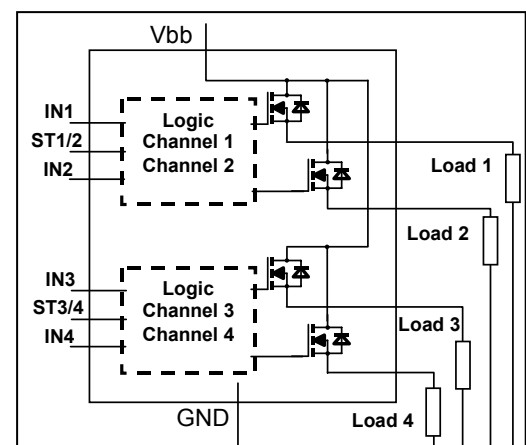 Vbb
IN1
ST1/2
IN2
Logic
Channel 1
Channel 2
Load 1
Load 2
IN3
ST3/4
IN4
Logic
Channel 3
Channel 4
Load 3
Load 4
GND